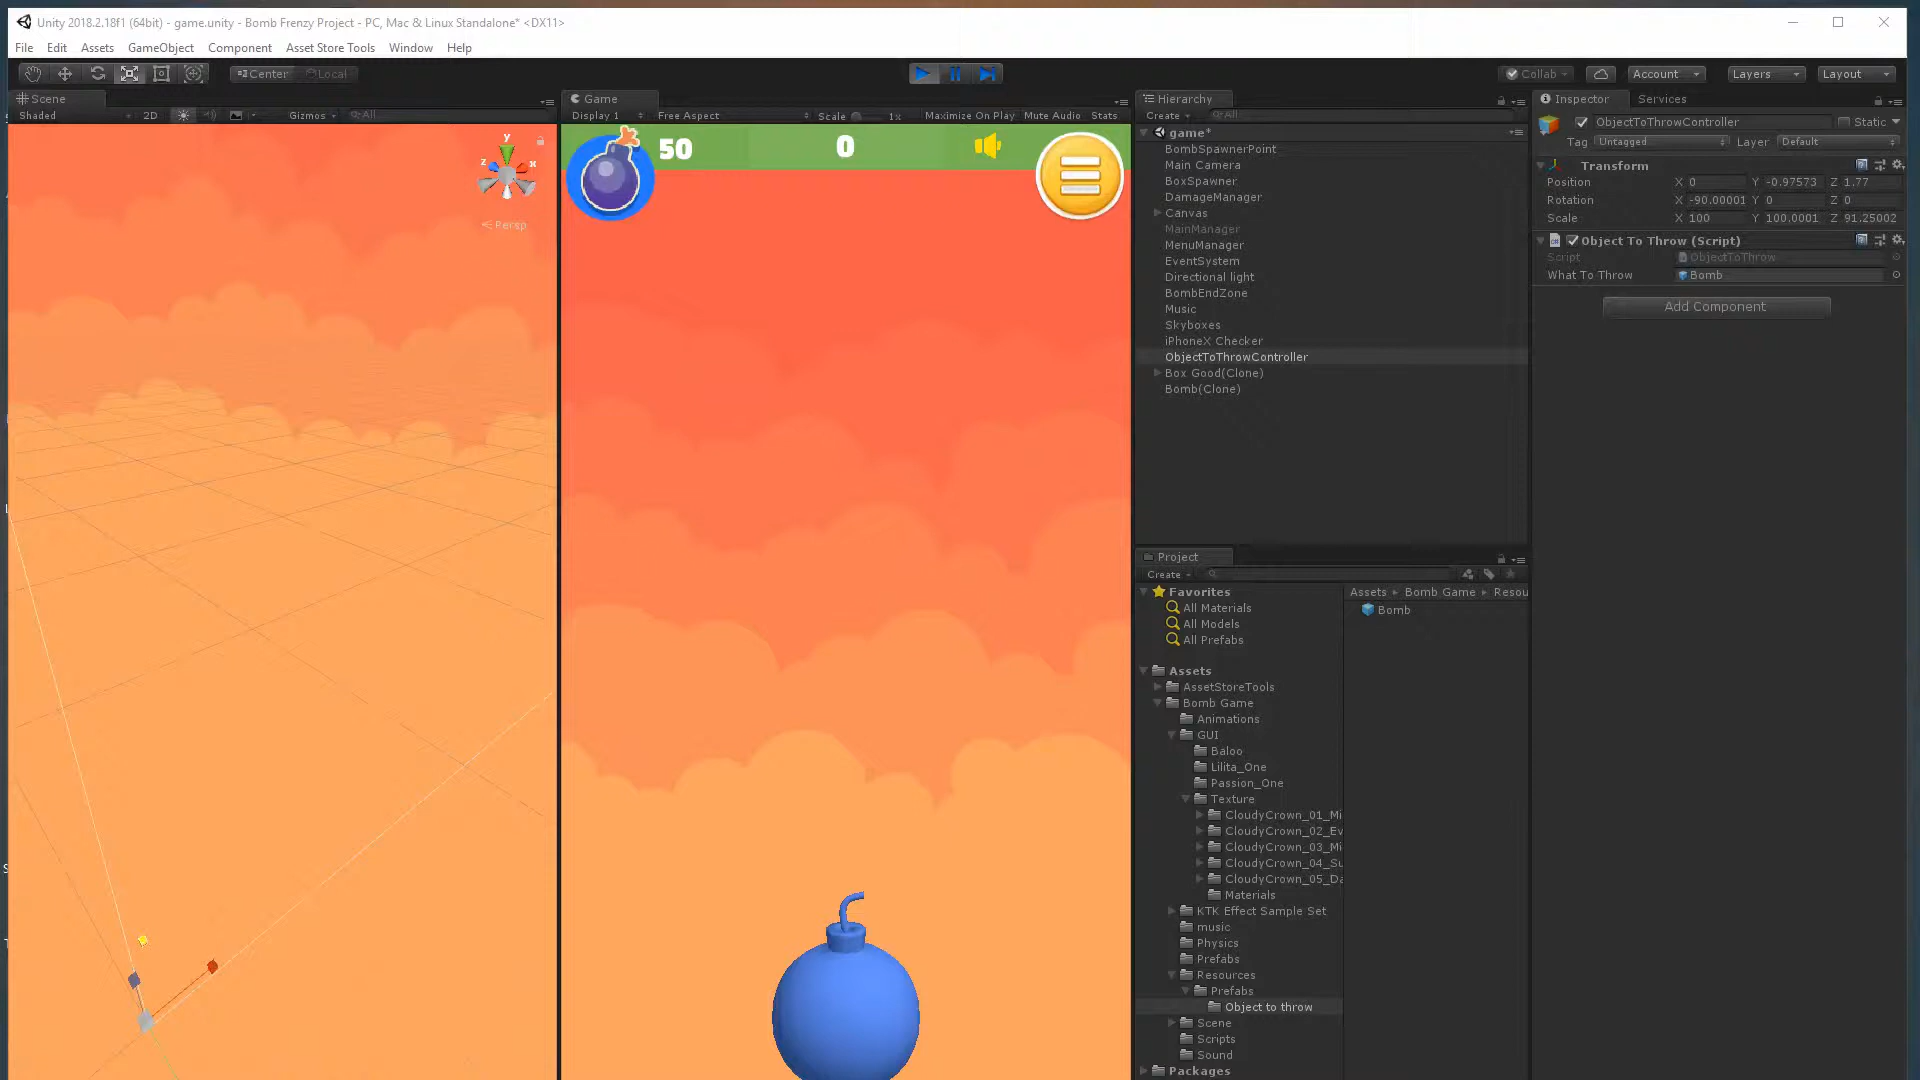 Unity 2018.2.18f1 (64bit) - game.unity - Bomb Frenzy Project - PC, Mac & Linux Standalone* <DX11>
File Edit Assets GameObject Component Asset Store Tools Window Help
Center Local
Collab Account Layers Layout
Scene
Shaded 2D Gizmos All
y
z x
Persp
Game
Display 1 Free Aspect Scale 1x Maximize On Play Mute Audio Stats
50 0
Hierarchy
Create All
game*
BombSpawnerPoint
Main Camera
BoxSpawner
DamageManager
Canvas
MainManager
MenuManager
EventSystem
Directional light
BombEndZone
Music
Skyboxes
iPhoneX Checker
ObjectToThrowController
Box Good(Clone)
Bomb(Clone)
Project
Create
Favorites
All Materials
All Models
All Prefabs
Assets
AssetStoreTools
Bomb Game
Animations
GUI
Baloo
Lilita_One
Passion_One
Texture
CloudyCrown_01_Mi
CloudyCrown_02_Ev
CloudyCrown_03_Mi
CloudyCrown_04_Su
CloudyCrown_05_Da
Materials
KTK Effect Sample Set
music
Physics
Prefabs
Resources
Prefabs
Object to throw
Scene
Scripts
Sound
Packages
Assets Bomb Game Resou
Bomb
Inspector Services
ObjectToThrowController Static
Tag Untagged Layer Default
Transform
Position X 0 Y -0.97573 Z 1.77
Rotation X -90.00001 Y 0 Z 0
Scale X 100 Y 100.0001 Z 91.25002
Object To Throw (Script)
Script ObjectToThrow
What To Throw Bomb
Add Component